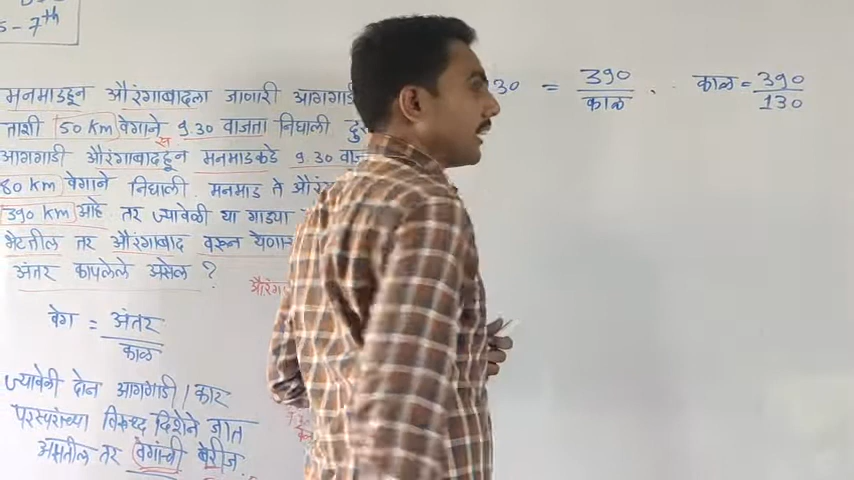 5 - 7th
मनमाडहून औरंगाबादला जाणारी आगगाडी
ताशी 50 km वेगाने 9.30 वाजता निघाली
आगगाडी औरंगाबादहून मनमाडकडे 9.30
80 km वेगाने निघाली . मनमाड ते
390 km आहे तर ज्यावेळी या गाड्या
भेटतील तर औरंगाबाद वरून
अंतर कापलेले असेल ?
वेग = अंतर / काळ
ज्यावेळी दोन आगगाडी / कार
परस्परांच्या विरुध्द दिशेने जात
असतील तर वेगांची बेरीज
30 = 390 / काळ
काळ = 390 / 130